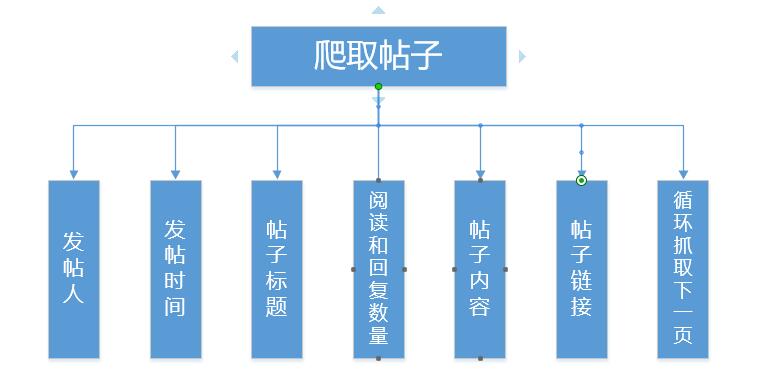 爬取帖子
发帖人
发帖时间
帖子标题
阅读和回复数量
帖子内容
帖子链接
循环抓取下一页